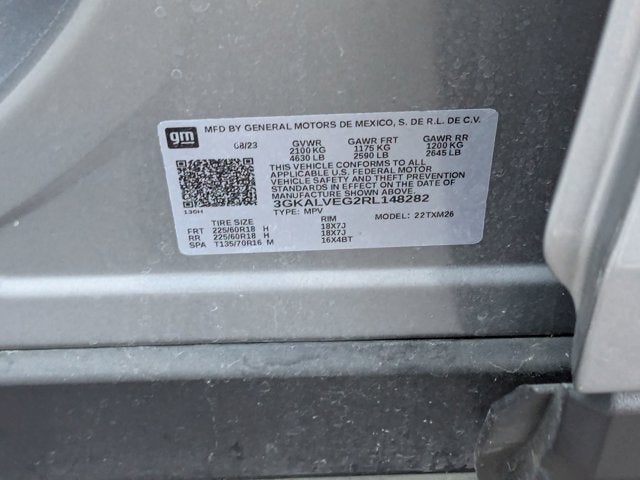 gm
MFD BY GENERAL MOTORS DE MEXICO, S. DE R.L. DE C.V.
08/23 GVWR GAWR FRT GAWR RR
2100 KG 1175 KG 1200 KG
4630 LB 2590 LB 2645 LB
THIS VEHICLE CONFORMS TO ALL
APPLICABLE U.S. FEDERAL MOTOR
VEHICLE SAFETY AND THEFT PREVENTION
STANDARDS IN EFFECT ON THE DATE OF
MANUFACTURE SHOWN ABOVE.
3GKALVEG2RL148282
13GH TYPE: MPV MODEL: 22TXM26
TIRE SIZE RIM
FRT 225/60R18 H 18X7J
RR 225/60R18 H 18X7J
SPA T135/70R16 M 16X4BT